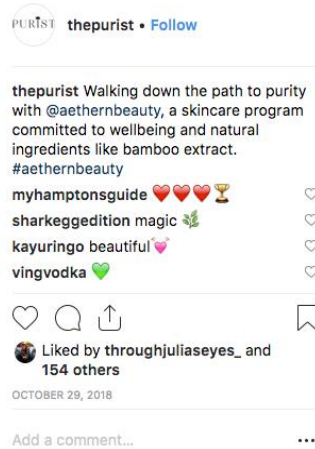 PURIST
thepurist • Follow
thepurist Walking down the path to purity
with @aethernbeauty, a skincare program
committed to wellbeing and natural
ingredients like bamboo extract.
#aethernbeauty
myhamptonsguide ❤️❤️❤️🏆
sharkeggedition magic 🌿
kayuringo beautiful 💓
vingvodka 💚
Liked by throughjuliaseyes_ and
154 others
OCTOBER 29, 2018
Add a comment...